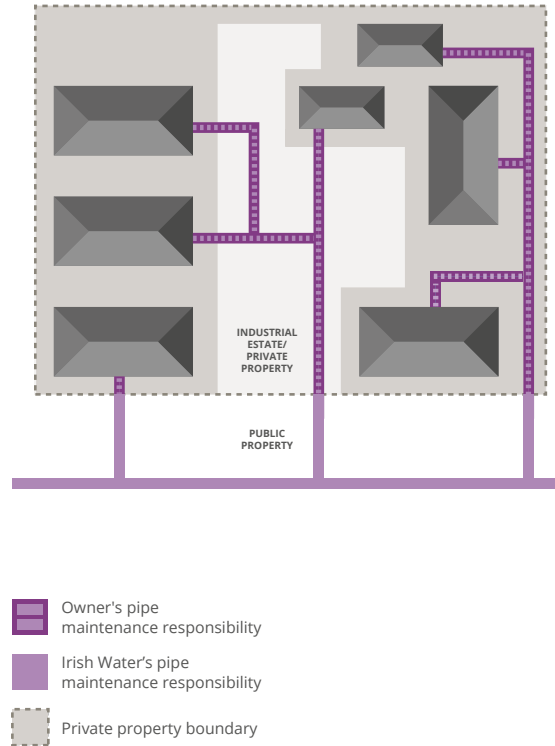 INDUSTRIAL
ESTATE/
PRIVATE
PROPERTY
PUBLIC
PROPERTY
Owner's pipe
maintenance responsibility
Irish Water’s pipe
maintenance responsibility
Private property boundary